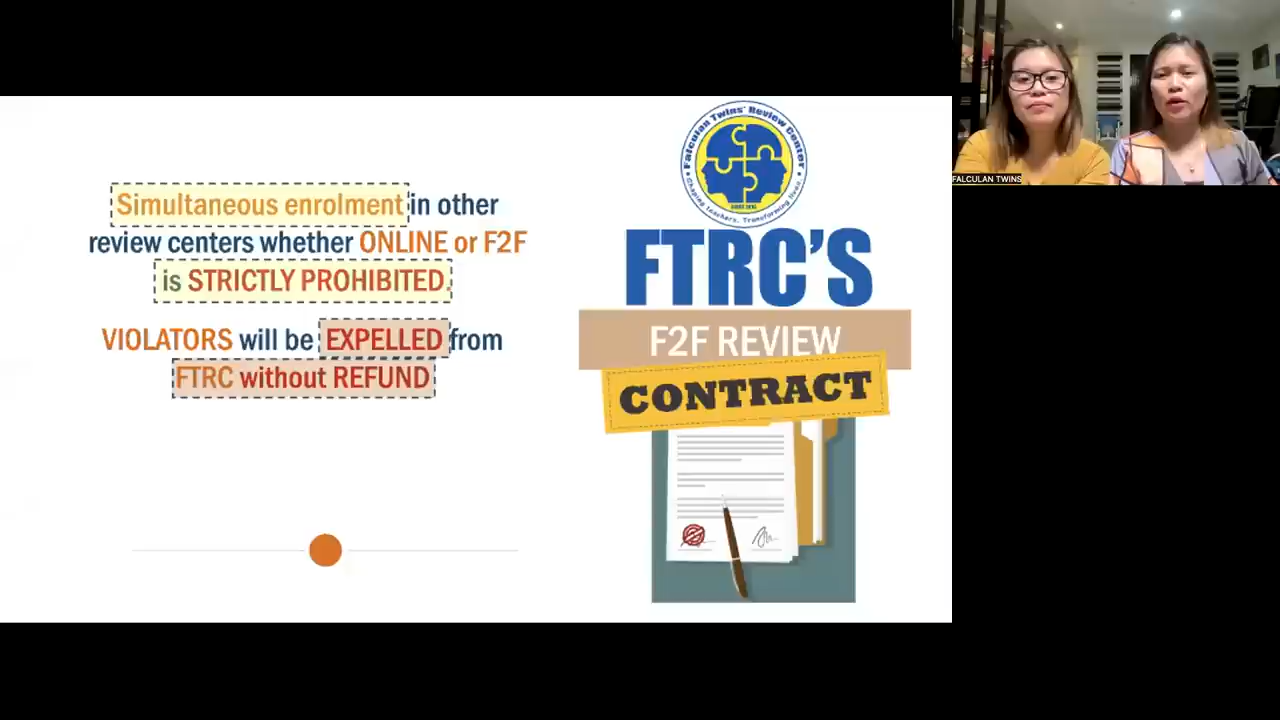 Simultaneous enrolment in other
review centers whether ONLINE or F2F
is STRICTLY PROHIBITED.
VIOLATORS will be EXPELLED from
FTRC without REFUND
Falculan Twins' Review Center
FTRC'S
F2F REVIEW
CONTRACT
FALCULAN TWINS